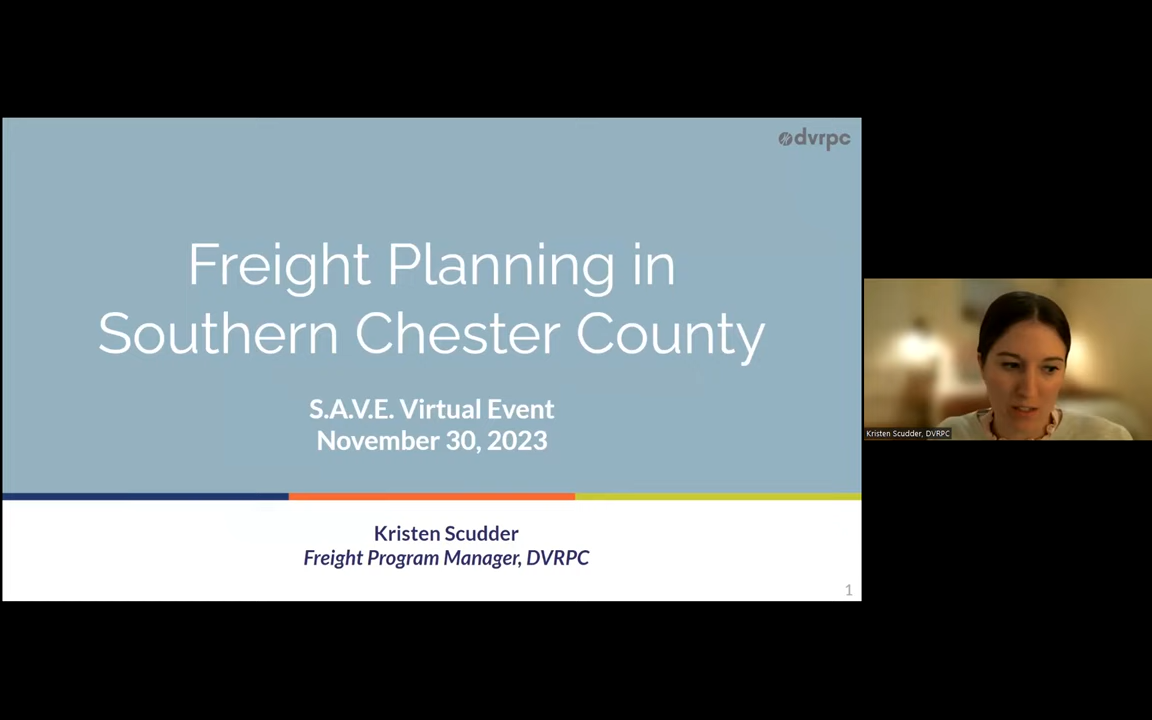 dvrpc
Freight Planning in
Southern Chester County
S.A.V.E. Virtual Event
November 30, 2023
Kristen Scudder
Freight Program Manager, DVRPC
1
Kristen Scudder, DVRPC